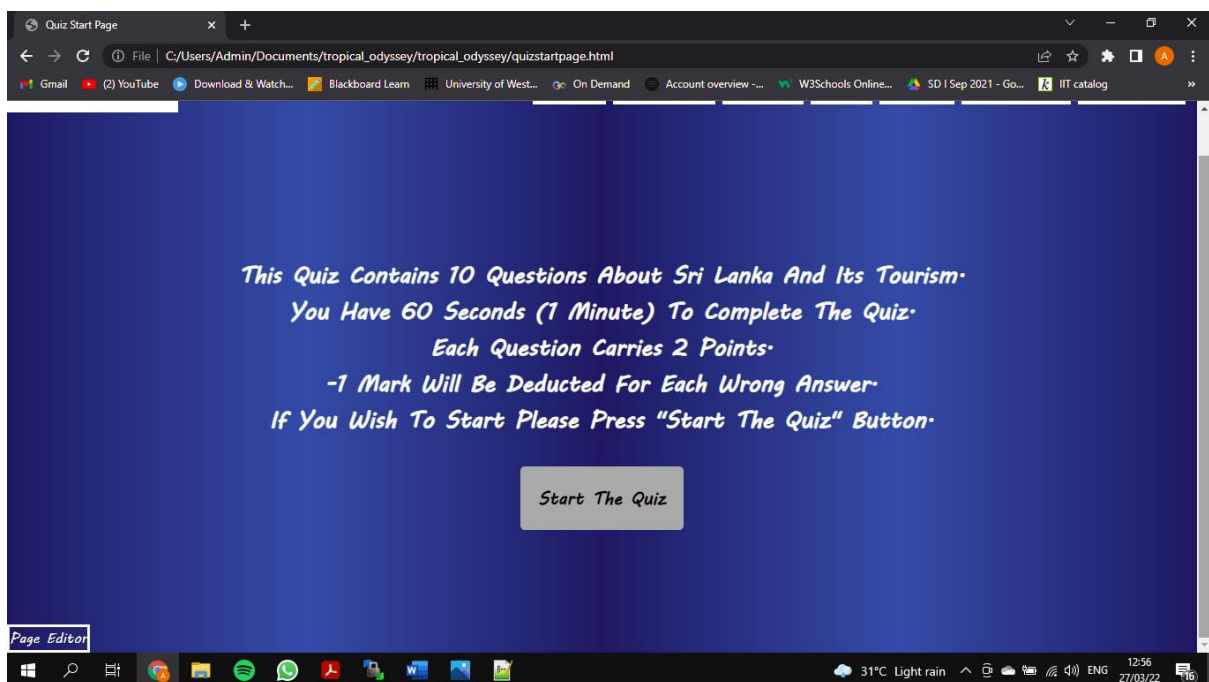 Quiz Start Page
File | C:/Users/Admin/Documents/tropical_odyssey/tropical_odyssey/quizstartpage.html
A
Gmail (2) YouTube Download & Watch... Blackboard Learn University of West... On Demand Account overview -... W3Schools Online... SD I Sep 2021 - Go... IIT catalog »
This Quiz Contains 10 Questions About Sri Lanka And Its Tourism.
You Have 60 Seconds (1 Minute) To Complete The Quiz.
Each Question Carries 2 Points.
-1 Mark Will Be Deducted For Each Wrong Answer.
If You Wish To Start Please Press "Start The Quiz" Button.
Start The Quiz
Page Editor
31°C Light rain ENG 12:56
27/03/22 16